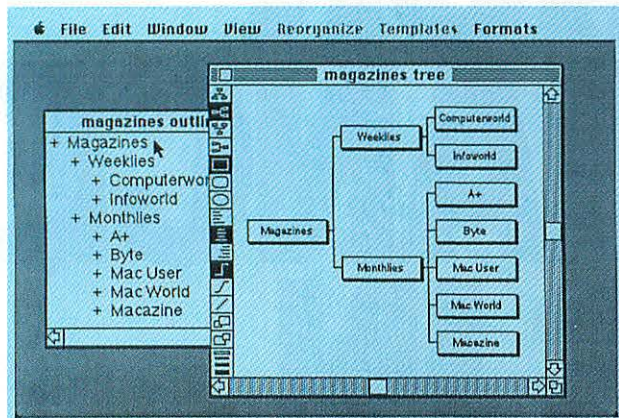 File Edit Window View Reorganize Templates Formats
magazines outli
+ Magazines
+ Weeklies
+ Computerwor
+ Infoworld
+ Monthlies
+ A+
+ Byte
+ Mac User
+ Mac World
+ Macazine
magazines tree
Magazines
Weeklies
Monthlies
Computerworld
Infoworld
A+
Byte
Mac User
Mac World
Macazine